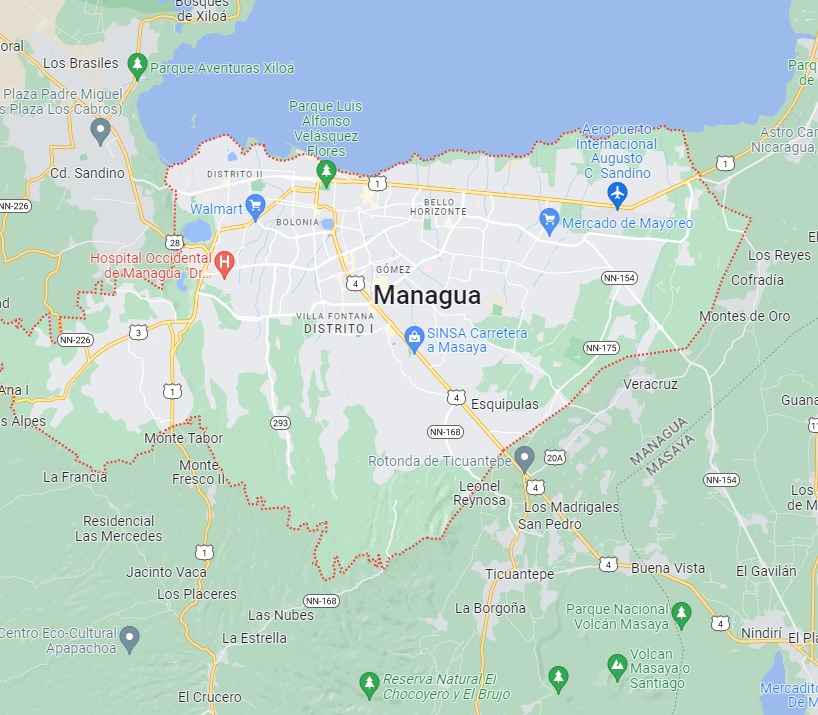 Bosques
de Xiloá
oral
Los Brasiles
Parque Aventuras Xiloá
Parq
de
Plaza Padre Miguel
s Plaza Los Cabros)
Parque Luis
Alfonso
Velásquez
Flores
Aeropuerto
Internacional
Augusto
C. Sandino
Astro Car
Nicaragua,
1
Cd. Sandino
DISTRITO II
1
NN-226
Walmart
BELLO
HORIZONTE
BOLONIA
Mercado de Mayoreo
28
El
Los Reyes
Hospital Occidental
de Managua "Dr...
GÓMEZ
NN-154
Cofradía
4
Managua
ad
VILLA FONTANA
DISTRITO I
Montes de Oro
3
NN-226
SINSA Carretera
a Masaya
NN-175
Ana I
1
Veracruz
4
Esquipulas
Guana
s Alpes
293
NN-168
11
Monte Tabor
MANAGUA
MASAYA
Rotonda de Ticuantepe
20A
La Francia
Monte
Fresco II
4
NN-154
Leonel
Reynosa
Los
de M
Los Madrigales
Residencial
Las Mercedes
San Pedro
1
4
Jacinto Vaca
Ticuantepe
Buena Vista
El Gavilán
Los Placeres
NN-168
La Borgoña
Las Nubes
Parque Nacional
Volcán Masaya
4
Centro Eco-Cultural
Apapachoa
La Estrella
Nindirí
El Pl
Volcan
Masaya o
Santiago
Reserva Natural El
Chocoyero y El Brujo
Mercadito
De M
El Crucero